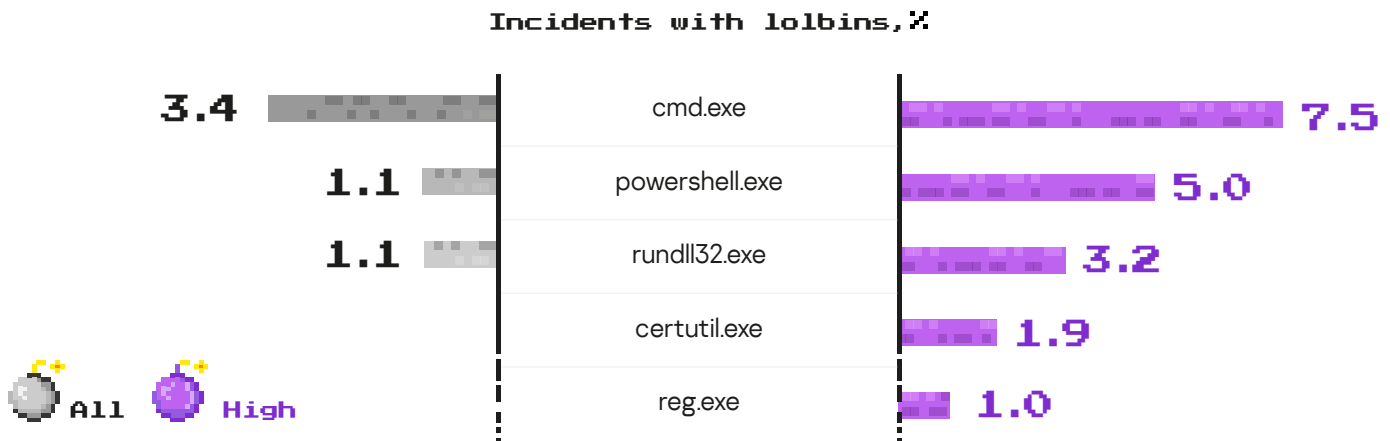 Incidents with lolbins,%
3.4 cmd.exe 7.5
1.1 powershell.exe 5.0
1.1 rundll32.exe 3.2
certutil.exe 1.9
reg.exe 1.0
All High